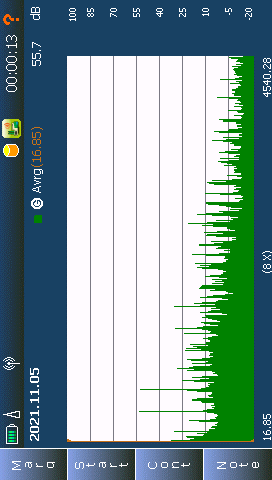 00:00:13 ?
2021.11.05 55.7 dB
G Avrg(16.85)
100
85
70
55
40
25
10
-5
-20
16.85 (8 X) 4540.28
Mard
Start
Cont
Note